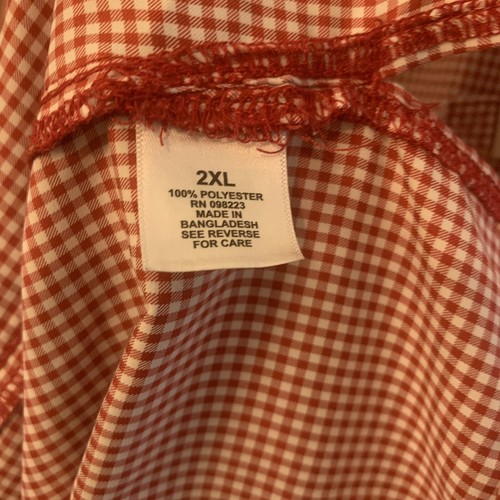 2XL
100% POLYESTER
RN 098223
MADE IN
BANGLADESH
SEE REVERSE
FOR CARE